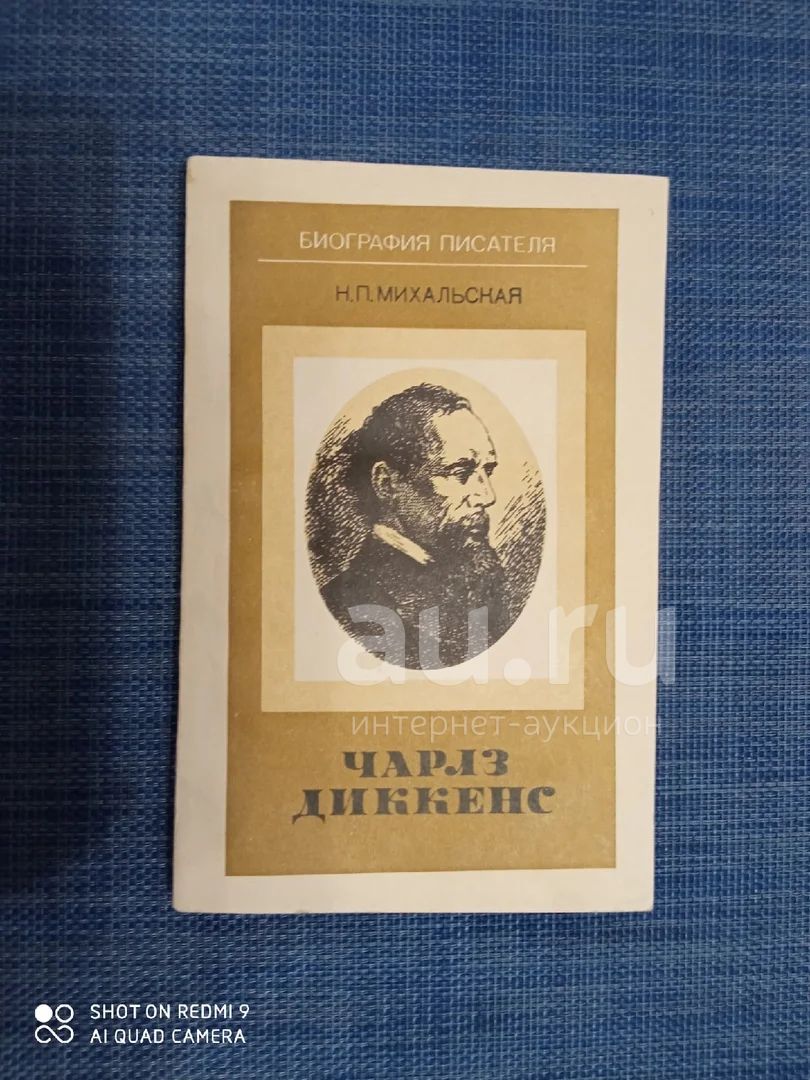 БИОГРАФИЯ ПИСАТЕЛЯ
Н.П.МИХАЛЬСКАЯ
au.ru
интернет-аукцион
ЧАРЛЗ
ДИККЕНС
SHOT ON REDMI 9
AI QUAD CAMERA